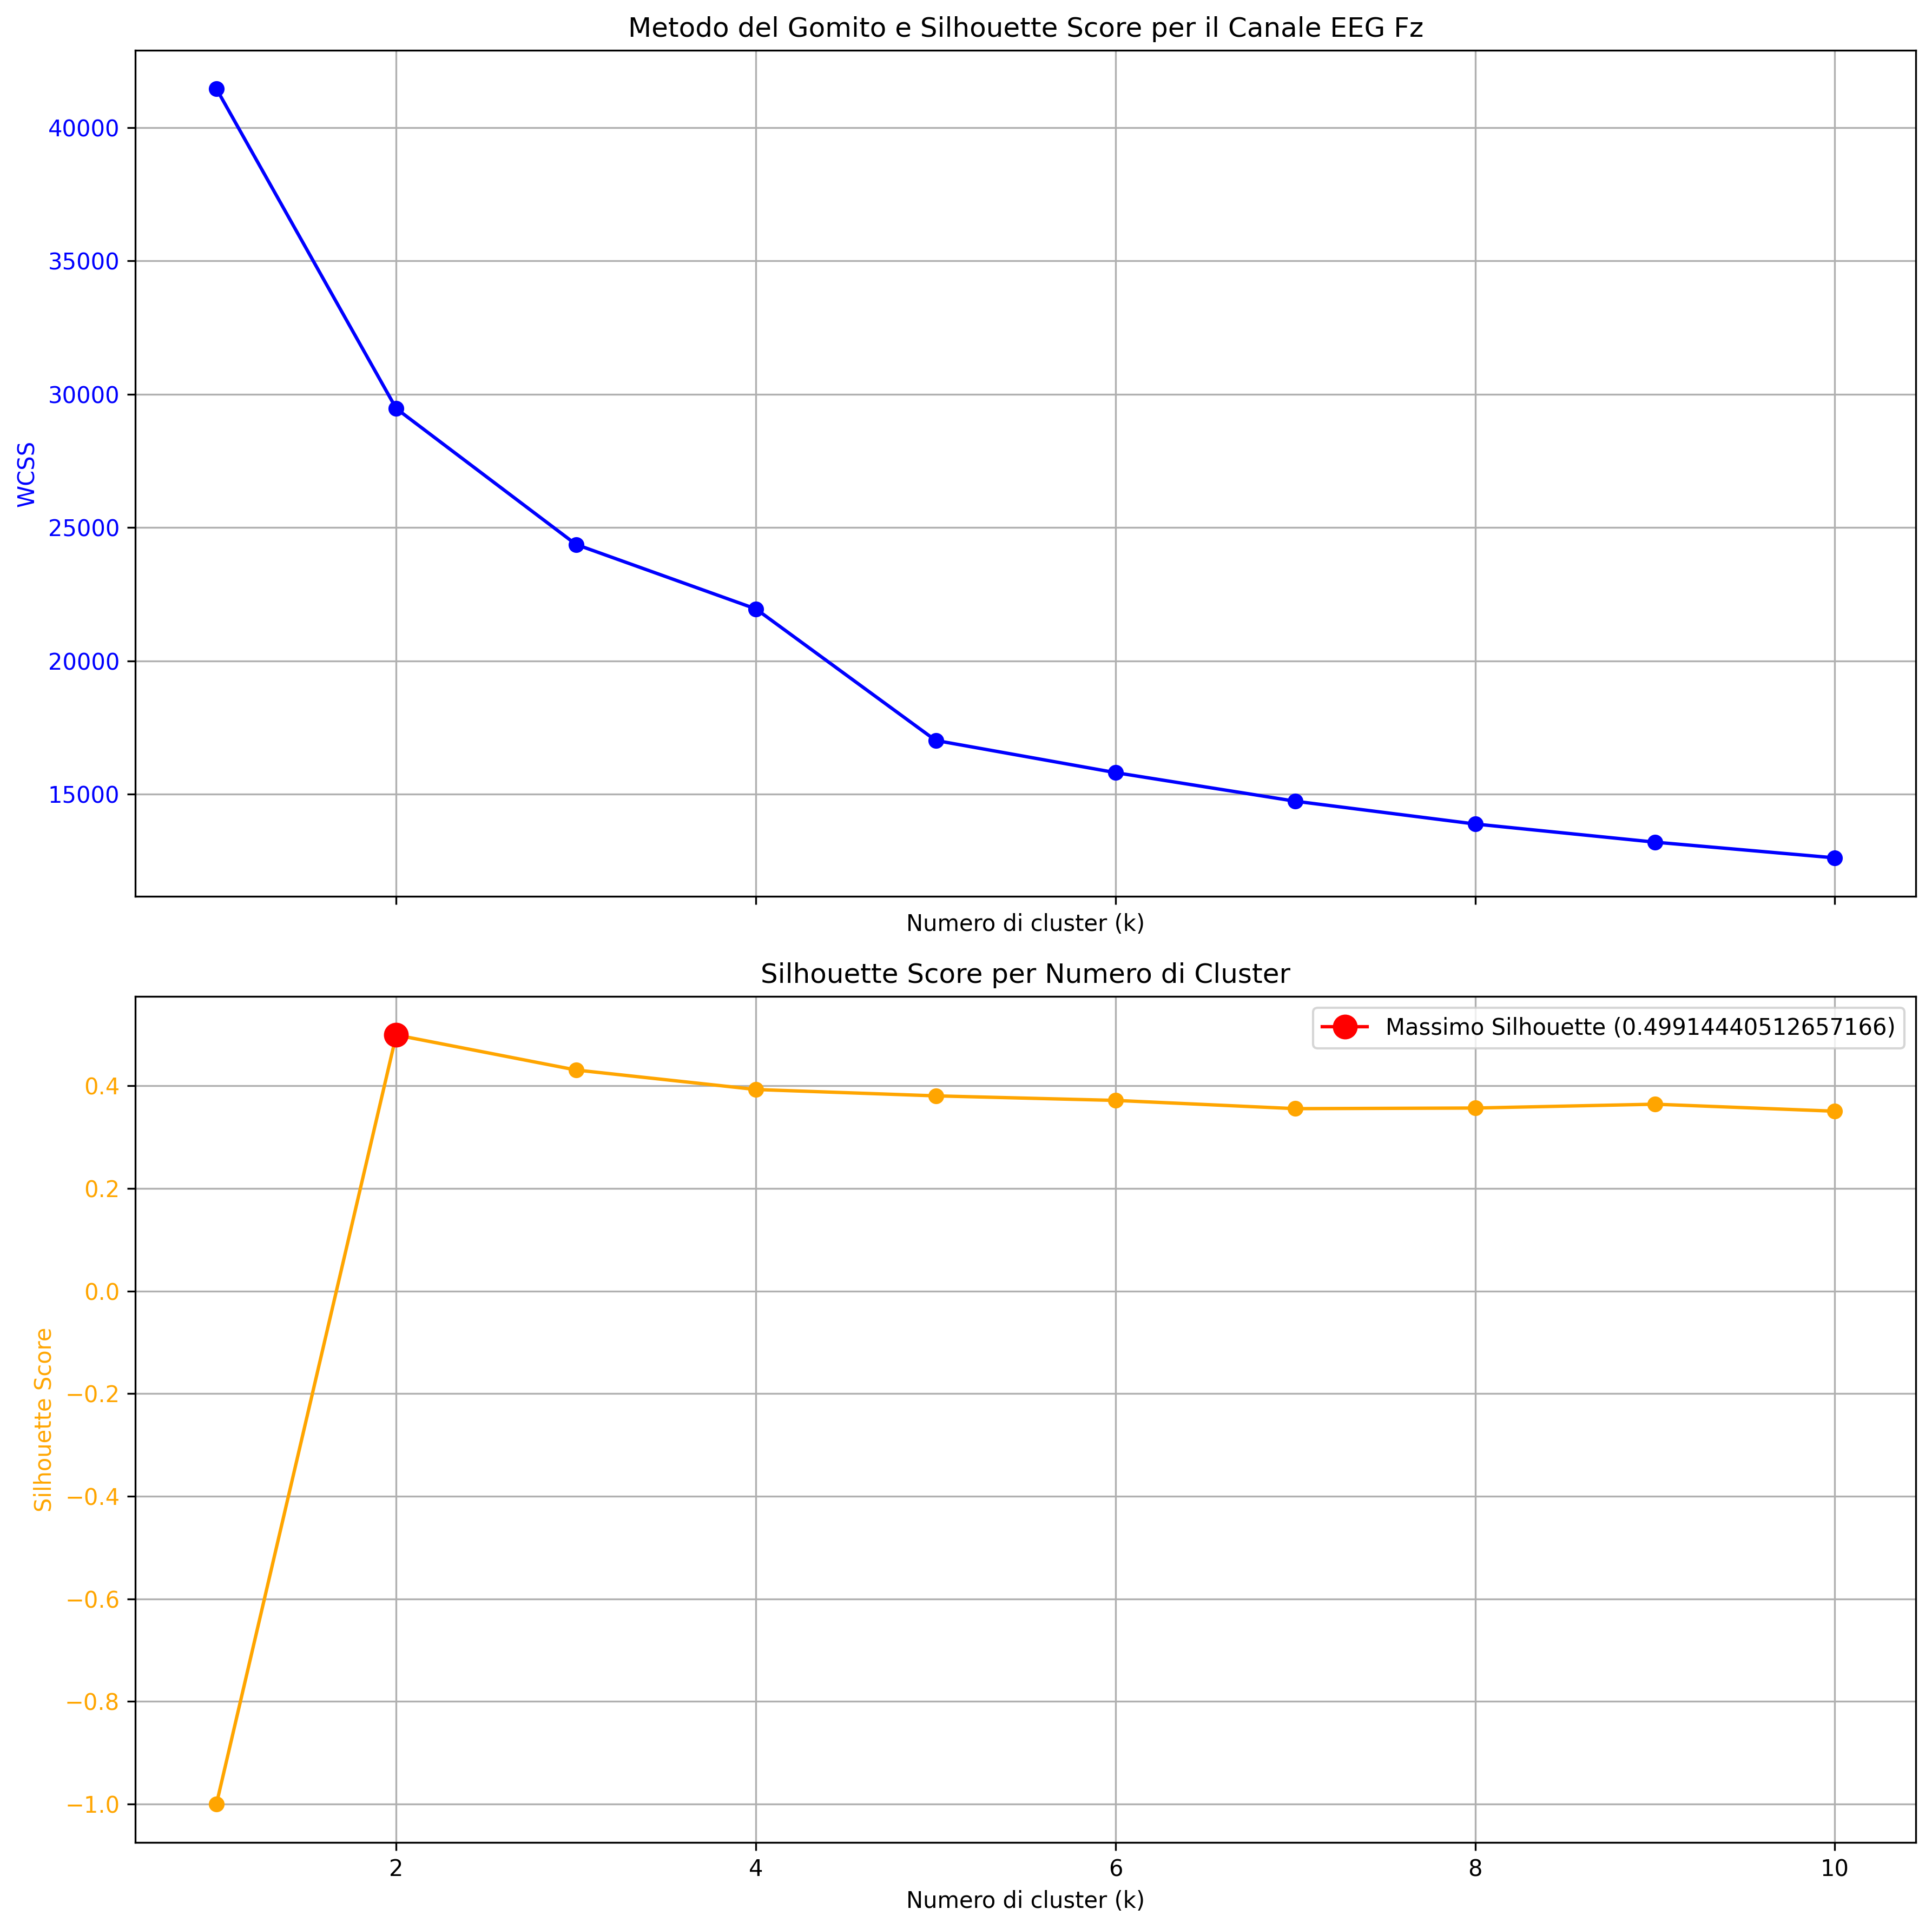 Metodo del Gomito e Silhouette Score per il Canale EEG Fz
40000
35000
30000
25000
20000
15000
WCSS
Numero di cluster (k)
Silhouette Score per Numero di Cluster
Massimo Silhouette (0.49914440512657166)
0.4
0.2
0.0
−0.2
−0.4
−0.6
−0.8
−1.0
Silhouette Score
2
4
6
8
10
Numero di cluster (k)